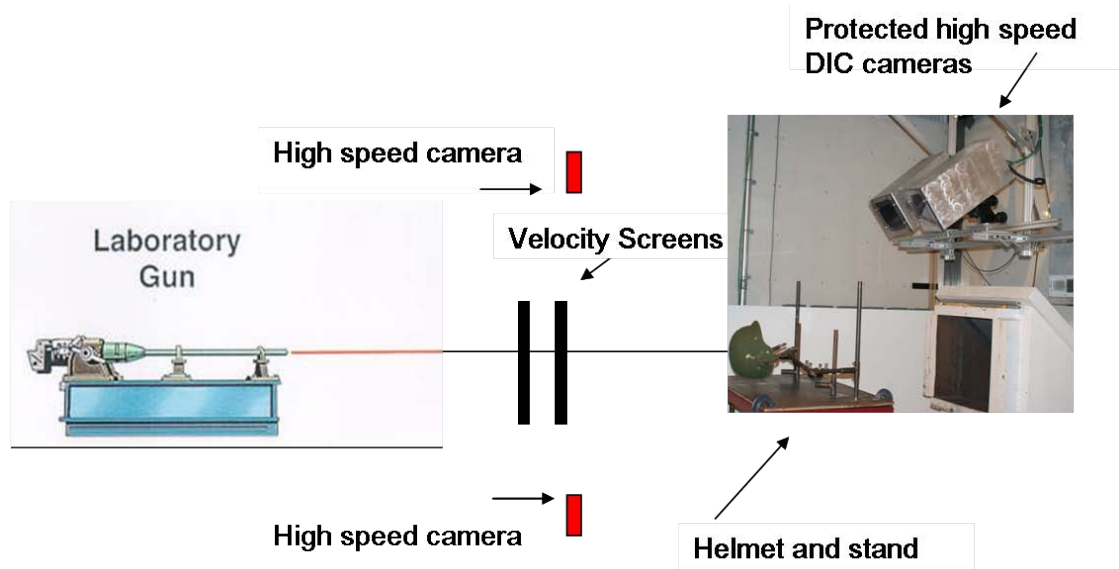 Protected high speed
DIC cameras
High speed camera
Velocity Screens
Laboratory
Gun
High speed camera
Helmet and stand